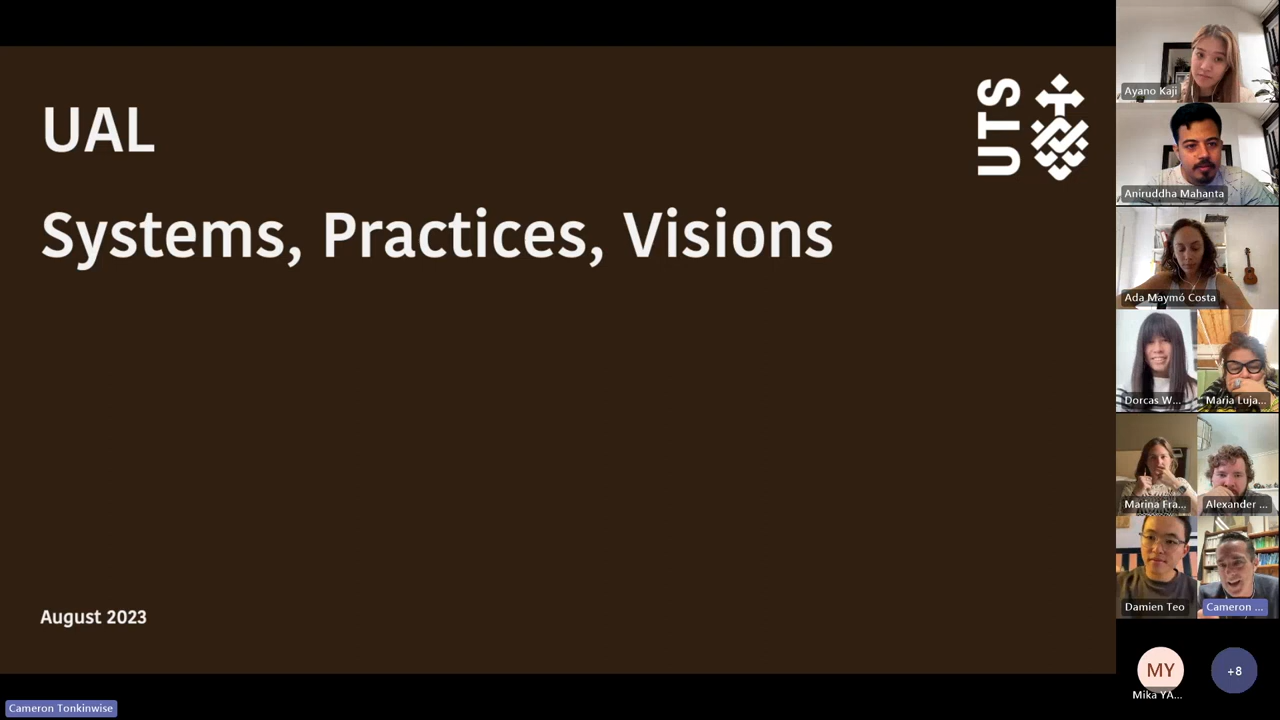 UAL
Systems, Practices, Visions
August 2023
UTS
Cameron Tonkinwise
Ayano Kaji
Aniruddha Mahanta
Ada Maymó Costa
Dorcas W...
Maria Luja...
Marina Fra...
Alexander ...
Damien Teo
Cameron ...
MY
Mika YA...
+8